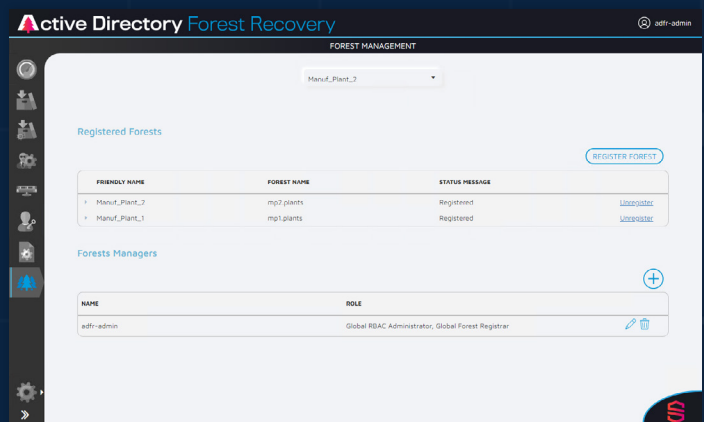 Active Directory Forest Recovery
adfr-admin
FOREST MANAGEMENT
Manuf_Plant_2
Registered Forests
REGISTER FOREST
FRIENDLY NAME FOREST NAME STATUS MESSAGE
Manuf_Plant_2 mp2.plants Registered Unregister
Manuf_Plant_1 mp1.plants Registered Unregister
Forests Managers
NAME ROLE
adfr-admin Global RBAC Administrator, Global Forest Registrar